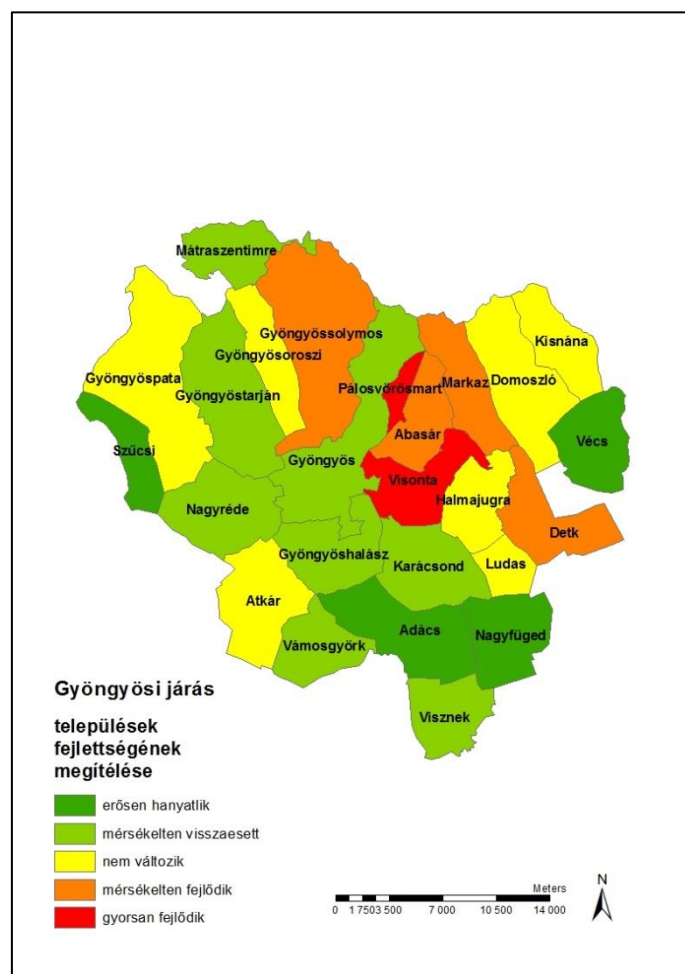 Mátraszentimre
Gyöngyössolymos
Kisnána
Gyöngyösoroszi
Gyöngyöspata
Pálosvörösmart
Markaz
Domoszló
Gyöngyöstarján
Abasár
Vécs
Szűcsi
Gyöngyös
Visonta
Halmajugra
Nagyréde
Detk
Gyöngyöshalász
Karácsond
Ludas
Atkár
Adács
Nagyfüged
Vámosgyörk
Visznek
Gyöngyösi járás
települések
fejlettségének
megítélése
erősen hanyatlik
mérsékelten visszaesett
nem változik
mérsékelten fejlődik
gyorsan fejlődik
Meters
0 1 7503 500 7 000 10 500 14 000
N